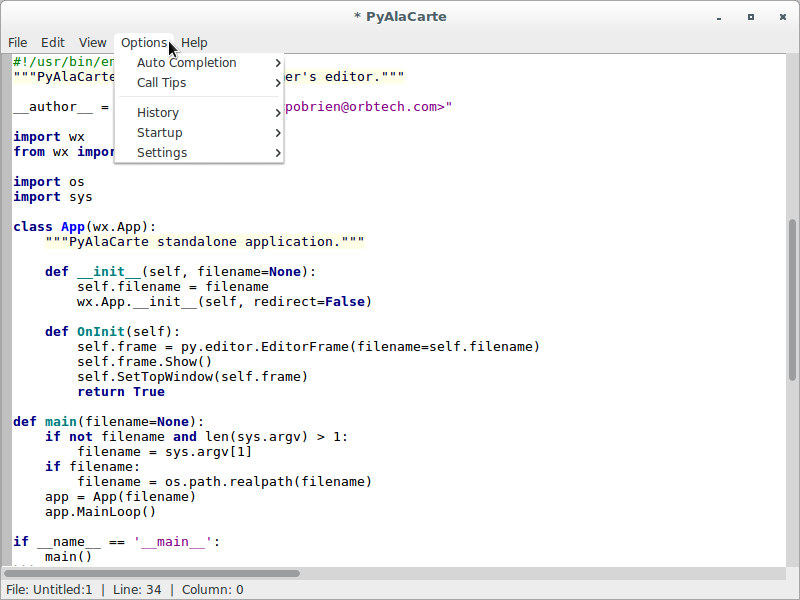 * PyAlaCarte
File Edit View Options Help
Auto Completion
Call Tips
History
Startup
Settings
#!/usr/bin/en
"""PyAlaCarte er's editor."""
__author__ = pobrien@orbtech.com>"
import wx
from wx impor
import os
import sys
class App(wx.App):
    """PyAlaCarte standalone application."""
    def __init__(self, filename=None):
        self.filename = filename
        wx.App.__init__(self, redirect=False)
    def OnInit(self):
        self.frame = py.editor.EditorFrame(filename=self.filename)
        self.frame.Show()
        self.SetTopWindow(self.frame)
        return True
def main(filename=None):
    if not filename and len(sys.argv) > 1:
        filename = sys.argv[1]
    if filename:
        filename = os.path.realpath(filename)
    app = App(filename)
    app.MainLoop()
if __name__ == '__main__':
    main()
File: Untitled:1 | Line: 34 | Column: 0